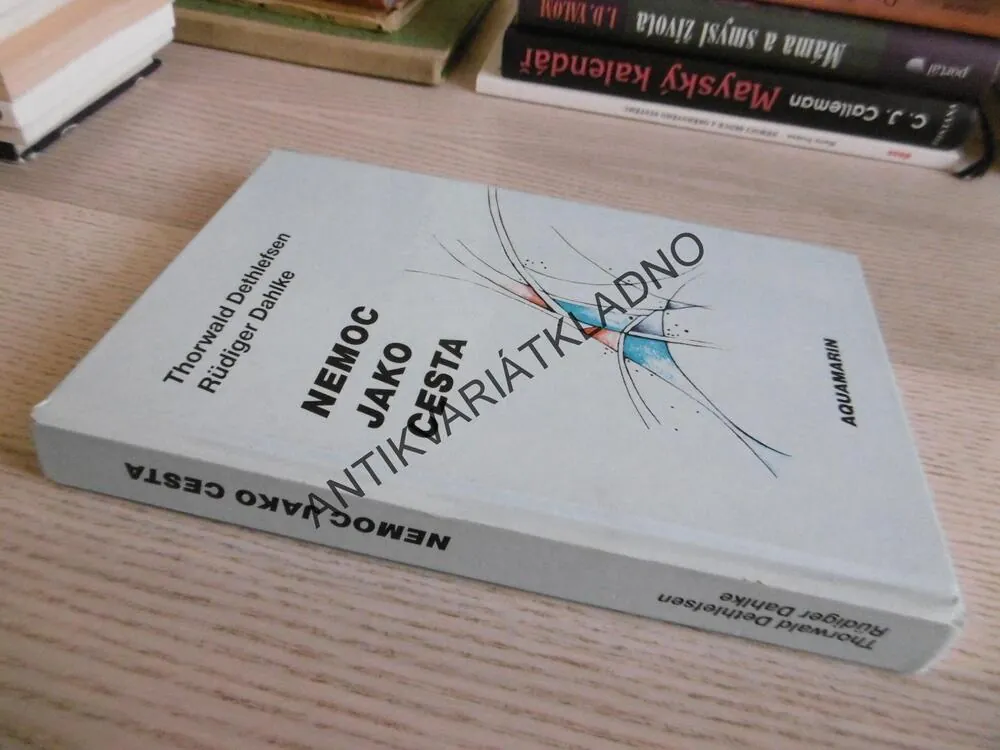 I. D. YALOM
Máma a smysl života
portál
C. J. Calleman
Mayský kalendář
Thorwald Dethlefsen
Rüdiger Dahlke
NEMOC
JAKO
CESTA
AQUAMARIN
ANTIKVARIÁTKLADNO
NEMOC JAKO CESTA
Thorwald Dethlefsen
Rüdiger Dahlke